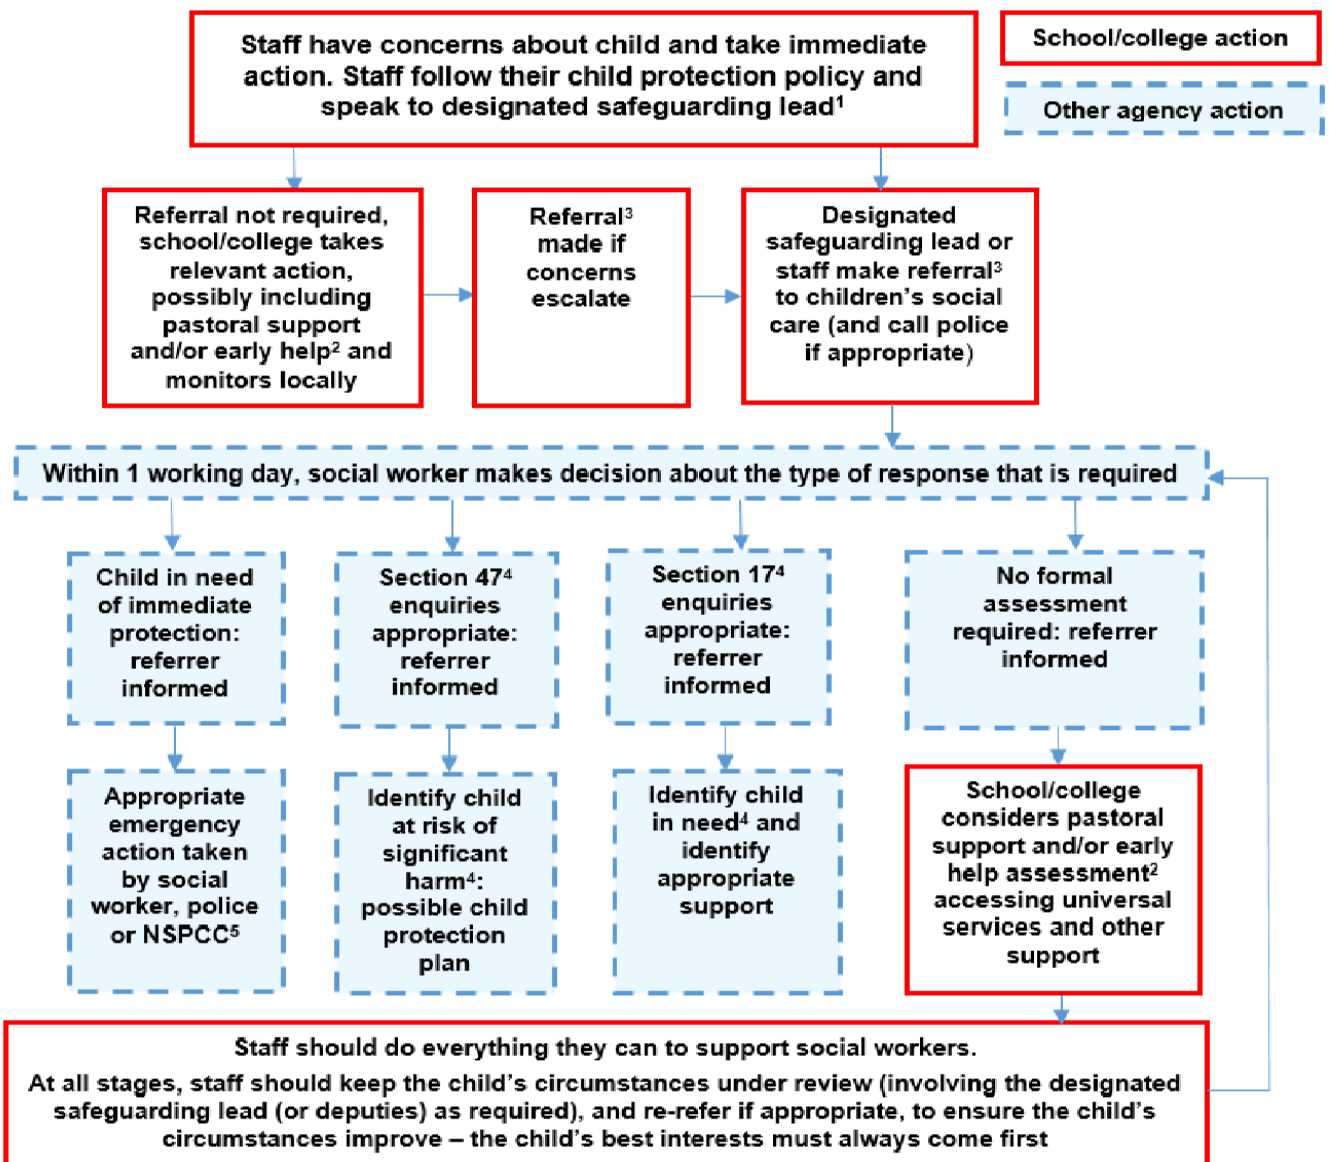 Staff have concerns about child and take immediate
action. Staff follow their child protection policy and
speak to designated safeguarding lead¹
School/college action
Other agency action
Referral not required,
school/college takes
relevant action,
possibly including
pastoral support
and/or early help² and
monitors locally
Referral³
made if
concerns
escalate
Designated
safeguarding lead or
staff make referral³
to children’s social
care (and call police
if appropriate)
Within 1 working day, social worker makes decision about the type of response that is required
Child in need
of immediate
protection:
referrer
informed
Section 47⁴
enquiries
appropriate:
referrer
informed
Section 17⁴
enquiries
appropriate:
referrer
informed
No formal
assessment
required: referrer
informed
Appropriate
emergency
action taken
by social
worker, police
or NSPCC⁵
Identify child
at risk of
significant
harm⁴:
possible child
protection
plan
Identify child
in need⁴ and
identify
appropriate
support
School/college
considers pastoral
support and/or early
help assessment²
accessing universal
services and other
support
Staff should do everything they can to support social workers.
At all stages, staff should keep the child’s circumstances under review (involving the designated
safeguarding lead (or deputies) as required), and re-refer if appropriate, to ensure the child’s
circumstances improve – the child’s best interests must always come first